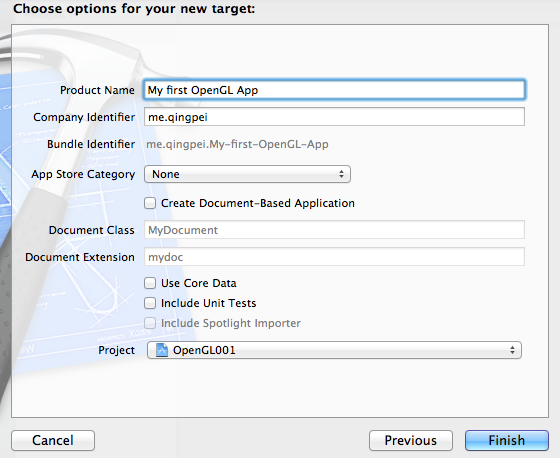 Choose options for your new target:
Product Name My first OpenGL App
Company Identifier me.qingpei
Bundle Identifier me.qingpei.My-first-OpenGL-App
App Store Category None
Create Document-Based Application
Document Class MyDocument
Document Extension mydoc
Use Core Data
Include Unit Tests
Include Spotlight Importer
Project OpenGL001
Cancel Previous Finish